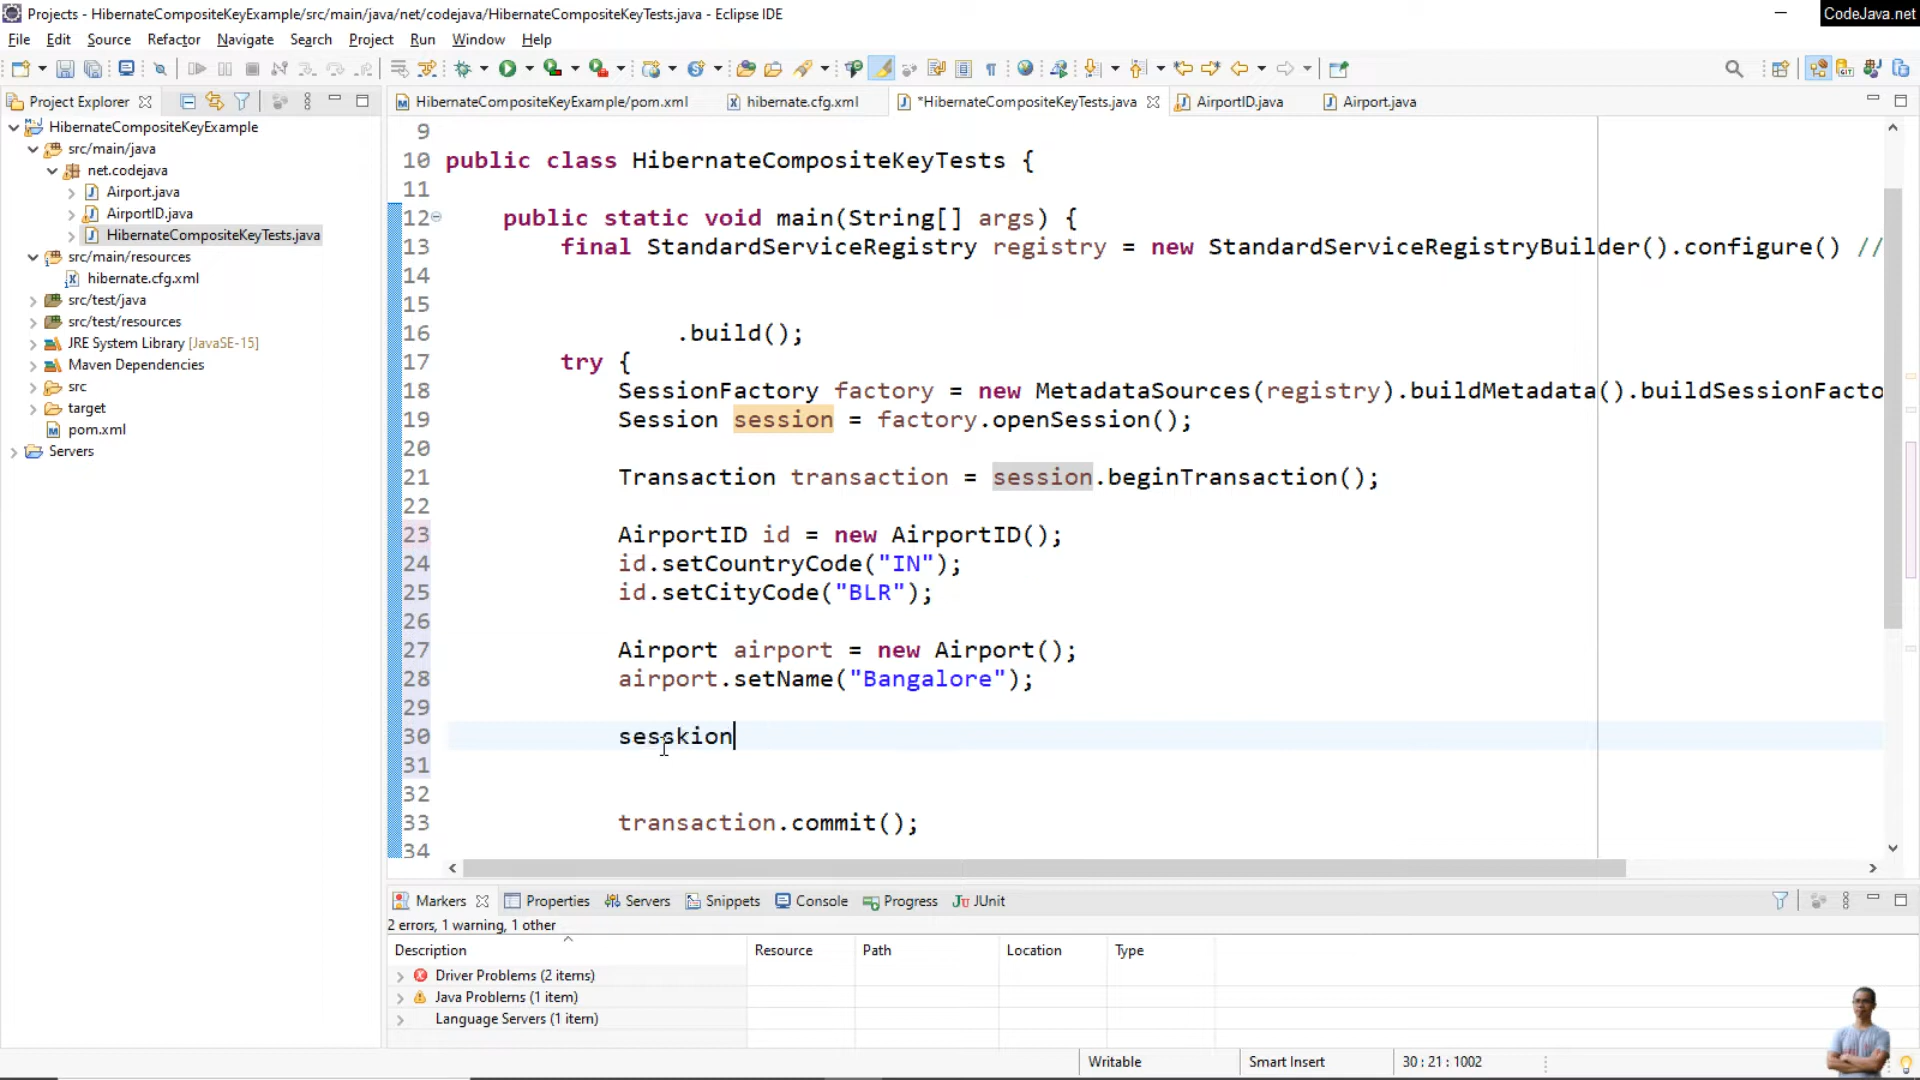 Projects - HibernateCompositeKeyExample/src/main/java/net/codejava/HibernateCompositeKeyTests.java - Eclipse IDE
CodeJava.net
File Edit Source Refactor Navigate Search Project Run Window Help
Project Explorer
HibernateCompositeKeyExample/pom.xml hibernate.cfg.xml *HibernateCompositeKeyTests.java AirportID.java Airport.java
HibernateCompositeKeyExample
src/main/java
net.codejava
Airport.java
AirportID.java
HibernateCompositeKeyTests.java
src/main/resources
hibernate.cfg.xml
src/test/java
src/test/resources
JRE System Library [JavaSE-15]
Maven Dependencies
src
target
pom.xml
Servers
9
10 public class HibernateCompositeKeyTests {
11
12 public static void main(String[] args) {
13 final StandardServiceRegistry registry = new StandardServiceRegistryBuilder().configure() //
14
15
16 .build();
17 try {
18 SessionFactory factory = new MetadataSources(registry).buildMetadata().buildSessionFacto
19 Session session = factory.openSession();
20
21 Transaction transaction = session.beginTransaction();
22
23 AirportID id = new AirportID();
24 id.setCountryCode("IN");
25 id.setCityCode("BLR");
26
27 Airport airport = new Airport();
28 airport.setName("Bangalore");
29
30 sesskion
31
32
33 transaction.commit();
34
Markers Properties Servers Snippets Console Progress JUnit
2 errors, 1 warning, 1 other
Description Resource Path Location Type
Driver Problems (2 items)
Java Problems (1 item)
Language Servers (1 item)
Writable Smart Insert 30 : 21 : 1002